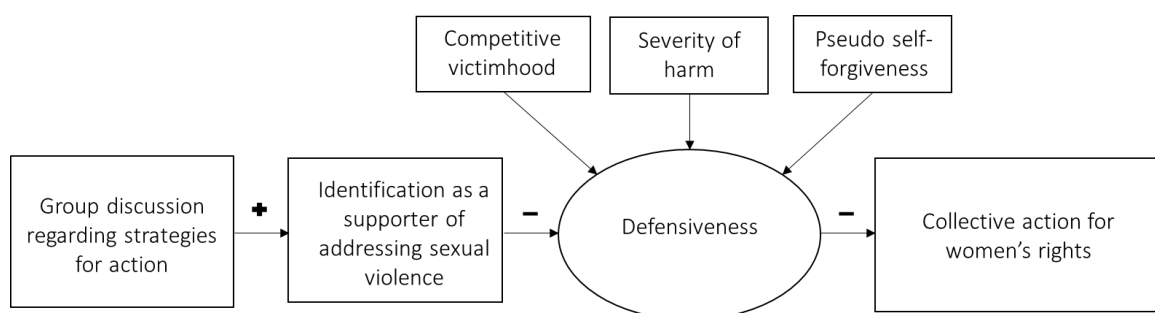 Competitive
victimhood
Severity of
harm
Pseudo self-
forgiveness
Group discussion
regarding strategies
for action
+
Identification as a
supporter of
addressing sexual
violence
-
Defensiveness
-
Collective action for
women’s rights